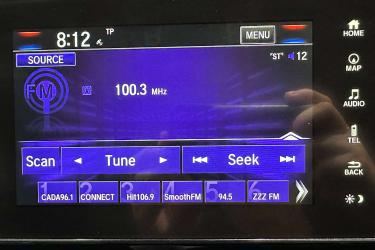 8:12 TP MENU
SOURCE "ST" 12
FM 100.3 MHz
Scan Tune Seek
1 CADA96.1 2 CONNECT 3 Hit106.9 4 SmoothFM 5 94.5 6 ZZZ FM
HOME
MAP
AUDIO
TEL
BACK